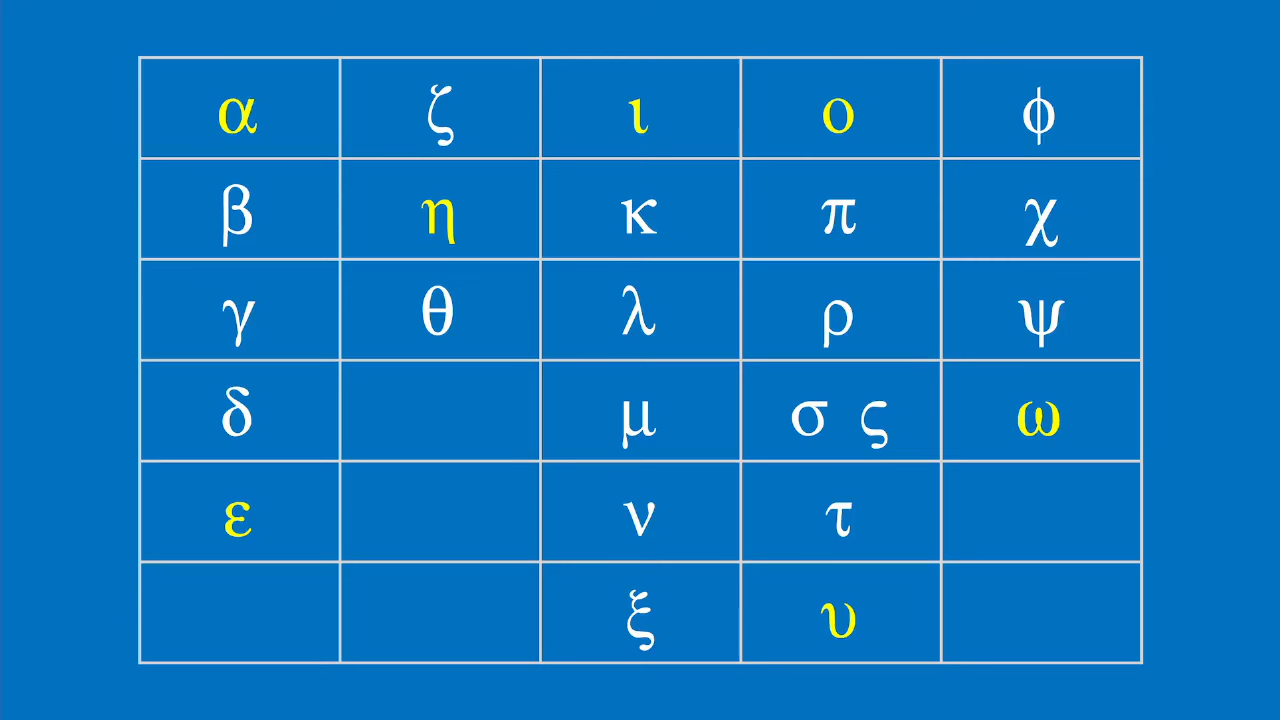 α ζ ι ο φ
β η κ π χ
γ θ λ ρ ψ
δ μ σ ς ω
ε ν τ
ξ υ